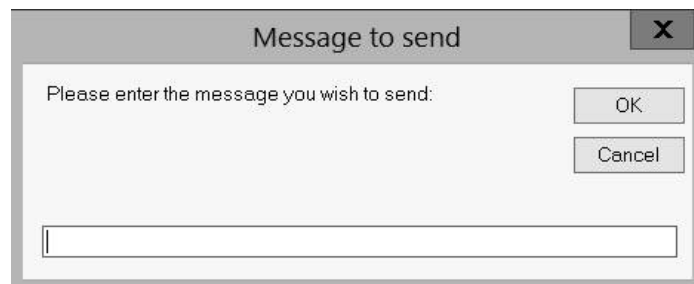 Message to send
X
Please enter the message you wish to send:
OK
Cancel